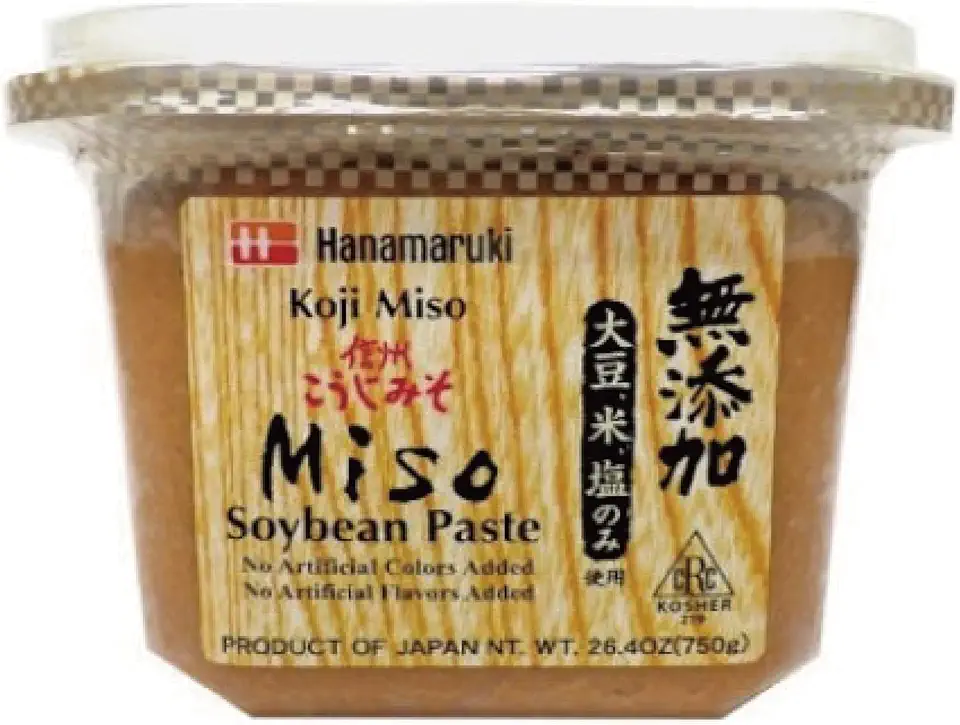 Hanamaruki
Koji Miso
信州
こうじみそ
Miso
Soybean Paste
No Artificial Colors Added
No Artificial Flavors Added
無添加
大豆、米、塩のみ
使用
CRC
KOSHER
PRODUCT OF JAPAN NT. WT. 26.4OZ(750g)